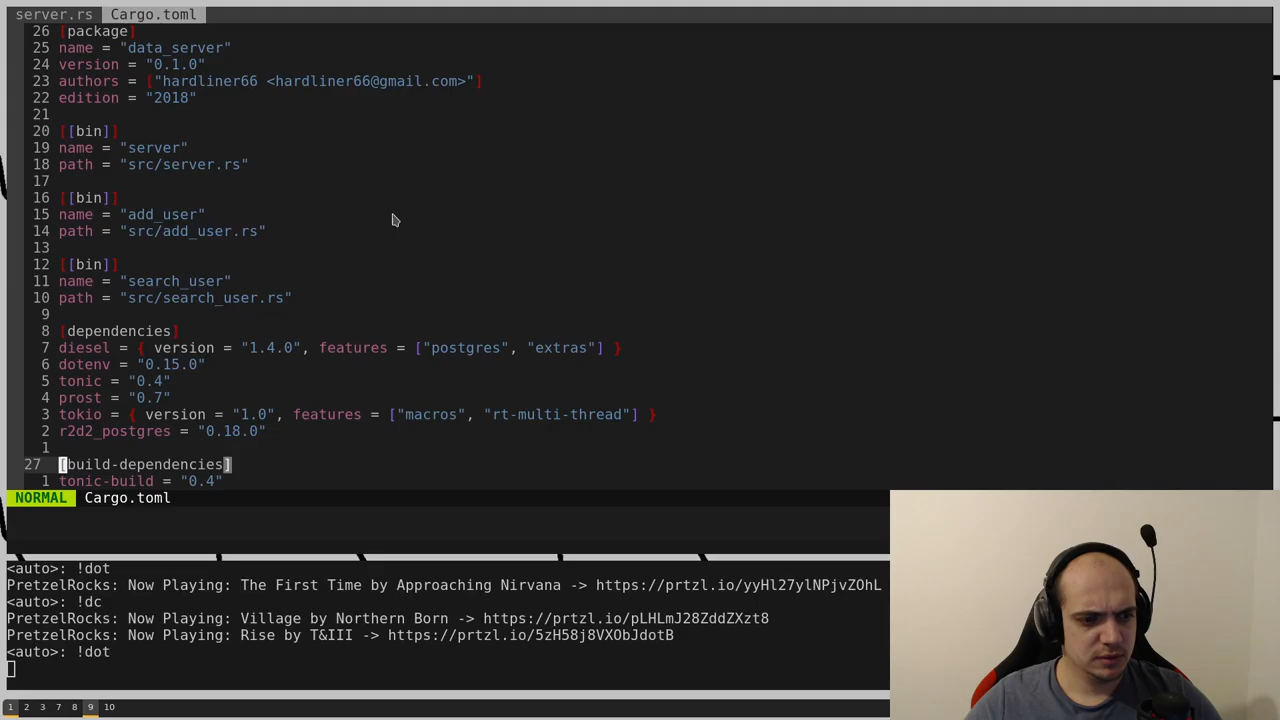 server.rs Cargo.toml
26 [package]
25 name = "data_server"
24 version = "0.1.0"
23 authors = ["hardliner66 <hardliner66@gmail.com>"]
22 edition = "2018"
21
20 [[bin]]
19 name = "server"
18 path = "src/server.rs"
17
16 [[bin]]
15 name = "add_user"
14 path = "src/add_user.rs"
13
12 [[bin]]
11 name = "search_user"
10 path = "src/search_user.rs"
9
8 [dependencies]
7 diesel = { version = "1.4.0", features = ["postgres", "extras"] }
6 dotenv = "0.15.0"
5 tonic = "0.4"
4 prost = "0.7"
3 tokio = { version = "1.0", features = ["macros", "rt-multi-thread"] }
2 r2d2_postgres = "0.18.0"
1
27 [build-dependencies]
1 tonic-build = "0.4"
NORMAL Cargo.toml
<auto>: !dot
PretzelRocks: Now Playing: The First Time by Approaching Nirvana -> https://prtzl.io/yyHl27ylNPjvZOhL
<auto>: !dc
PretzelRocks: Now Playing: Village by Northern Born -> https://prtzl.io/pLHLmJ28ZddZXzt8
PretzelRocks: Now Playing: Rise by T&III -> https://prtzl.io/5zH58j8VXObJdotB
<auto>: !dot
1 2 3 7 8 9 10